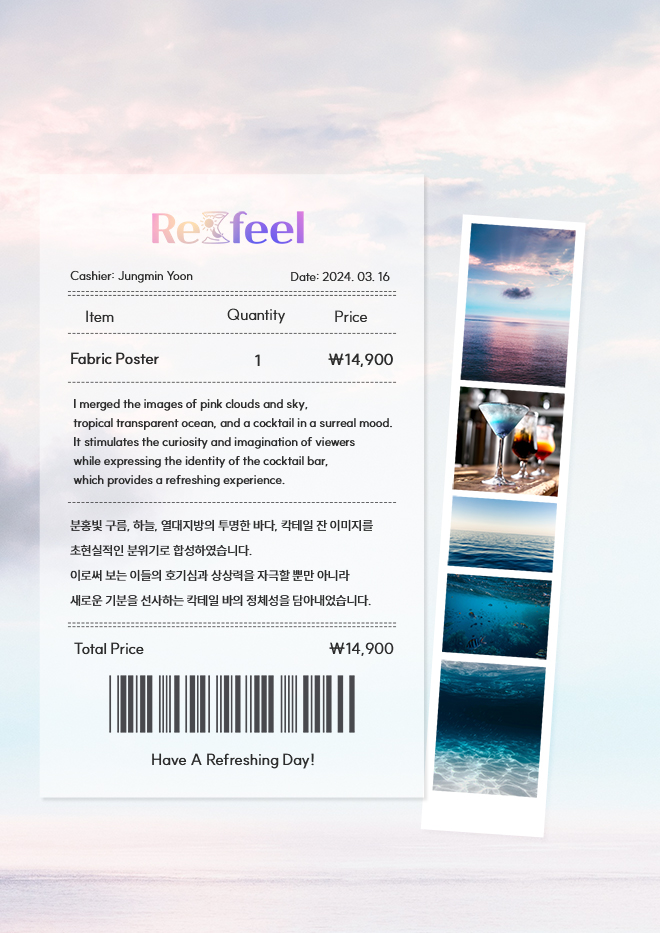 Re feel
Cashier: Jungmin Yoon Date: 2024. 03. 16
Item Quantity Price
Fabric Poster 1 ₩14,900
I merged the images of pink clouds and sky,
tropical transparent ocean, and a cocktail in a surreal mood.
It stimulates the curiosity and imagination of viewers
while expressing the identity of the cocktail bar,
which provides a refreshing experience.
분홍빛 구름, 하늘, 열대지방의 투명한 바다, 칵테일 잔 이미지를
초현실적인 분위기로 합성하였습니다.
이로써 보는 이들의 호기심과 상상력을 자극할 뿐만 아니라
새로운 기분을 선사하는 칵테일 바의 정체성을 담아내었습니다.
Total Price ₩14,900
Have A Refreshing Day!